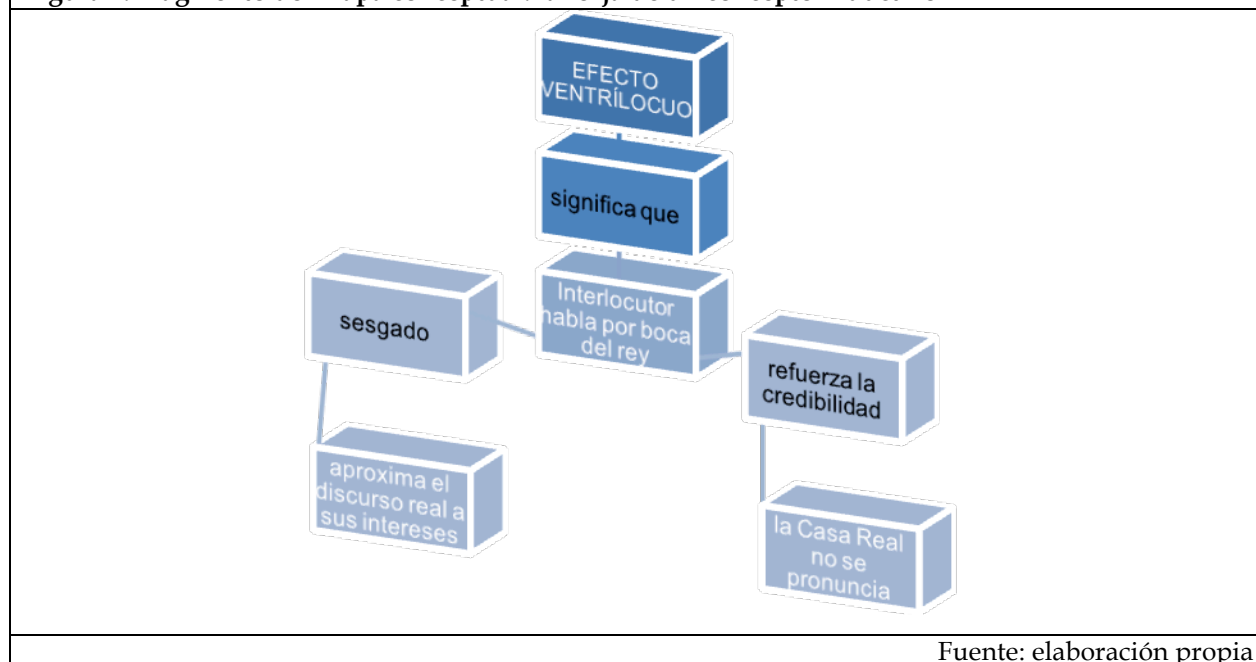 EFECTO
VENTRÍLOCUO
significa que
Interlocutor
habla por boca
del rey
sesgado
refuerza la
credibilidad
aproxima el
discurso real a
sus intereses
la Casa Real
no se
pronuncia
Fuente: elaboración propia